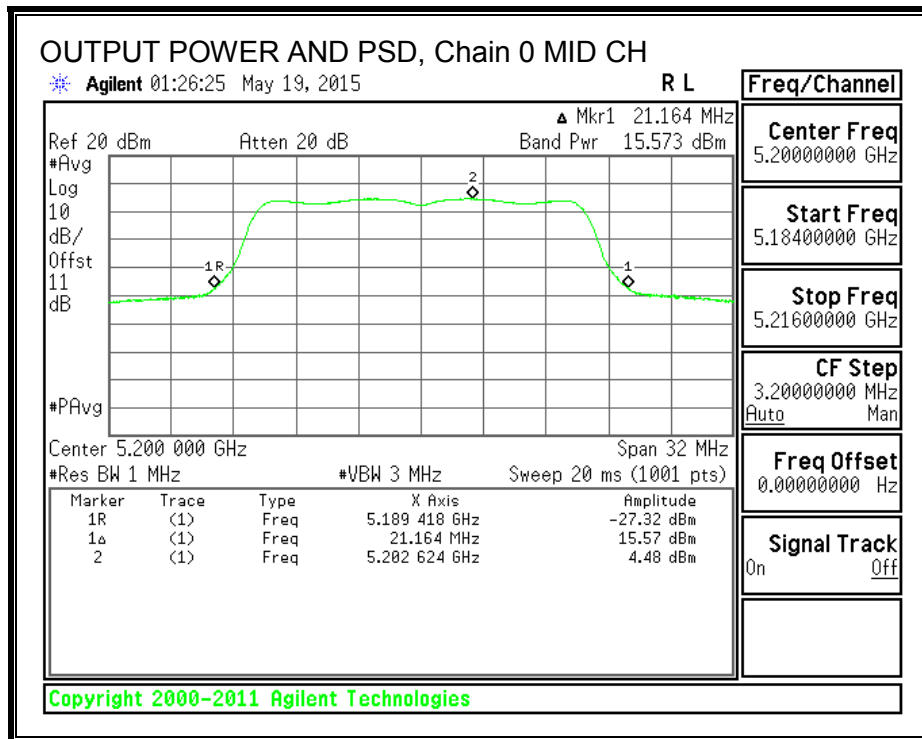 OUTPUT POWER AND PSD, Chain 0 MID CH
Agilent 01:26:25 May 19, 2015 R L
Freq/Channel
Δ Mkr1 21.164 MHz
Ref 20 dBm Atten 20 dB Band Pwr 15.573 dBm
#Avg
Log
10
dB/
Offst
11
dB
#PAvg
2
1R
1
Center 5.200 000 GHz Span 32 MHz
#Res BW 1 MHz #VBW 3 MHz Sweep 20 ms (1001 pts)
Marker Trace Type X Axis Amplitude
1R (1) Freq 5.189 418 GHz -27.32 dBm
1Δ (1) Freq 21.164 MHz 15.57 dBm
2 (1) Freq 5.202 624 GHz 4.48 dBm
Center Freq
5.20000000 GHz
Start Freq
5.18400000 GHz
Stop Freq
5.21600000 GHz
CF Step
3.20000000 MHz
Auto Man
Freq Offset
0.00000000 Hz
Signal Track
On Off
Copyright 2000-2011 Agilent Technologies